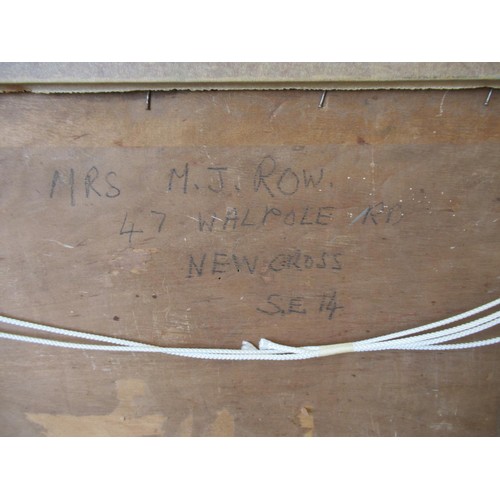 MRS M.J. ROW.
47 WALPOLE RD
NEW CROSS
S.E 14